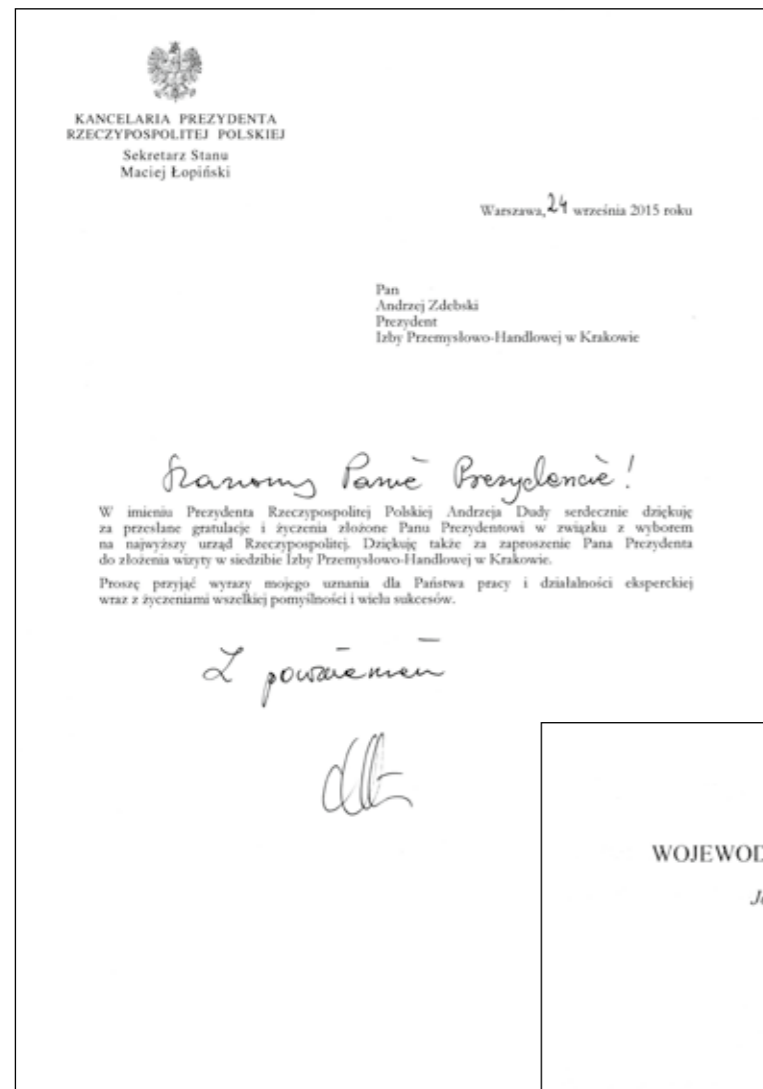 KANCELARIA PREZYDENTA
RZECZYPOSPOLITEJ POLSKIEJ
Sekretarz Stanu
Maciej Łopiński
Warszawa, 24 września 2015 roku
Pan
Andrzej Zdebski
Prezydent
Izby Przemysłowo-Handlowej w Krakowie
Szanowny Panie Prezydencie!
W imieniu Prezydenta Rzeczypospolitej Polskiej Andrzeja Dudy serdecznie dziękuję
za przesłane gratulacje i życzenia złożone Panu Prezydentowi w związku z wyborem
na najwyższy urząd Rzeczypospolitej. Dziękuję także za zaproszenie Pana Prezydenta
do złożenia wizyty w siedzibie Izby Przemysłowo-Handlowej w Krakowie.
Proszę przyjąć wyrazy mojego uznania dla Państwa pracy i działalności eksperckiej
wraz z życzeniami wszelkiej pomyślności i wielu sukcesów.
Z poważaniem
WOJEWOD